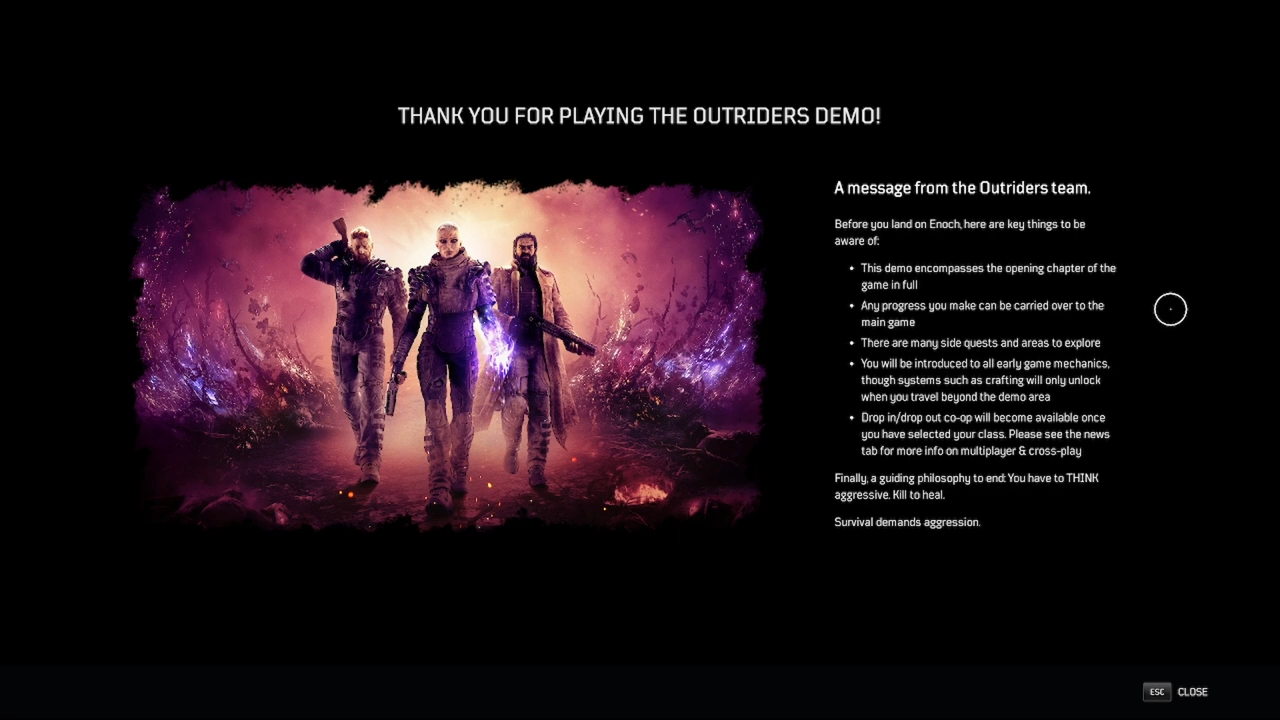 THANK YOU FOR PLAYING THE OUTRIDERS DEMO!
A message from the Outriders team.
Before you land on Enoch, here are key things to be
aware of:
• This demo encompasses the opening chapter of the
game in full
• Any progress you make can be carried over to the
main game
• There are many side quests and areas to explore
• You will be introduced to all early game mechanics,
though systems such as crafting will only unlock
when you travel beyond the demo area
• Drop in/drop out co-op will become available once
you have selected your class. Please see the news
tab for more info on multiplayer & cross-play
Finally, a guiding philosophy to end: You have to THINK
aggressive. Kill to heal.
Survival demands aggression.
ESC CLOSE